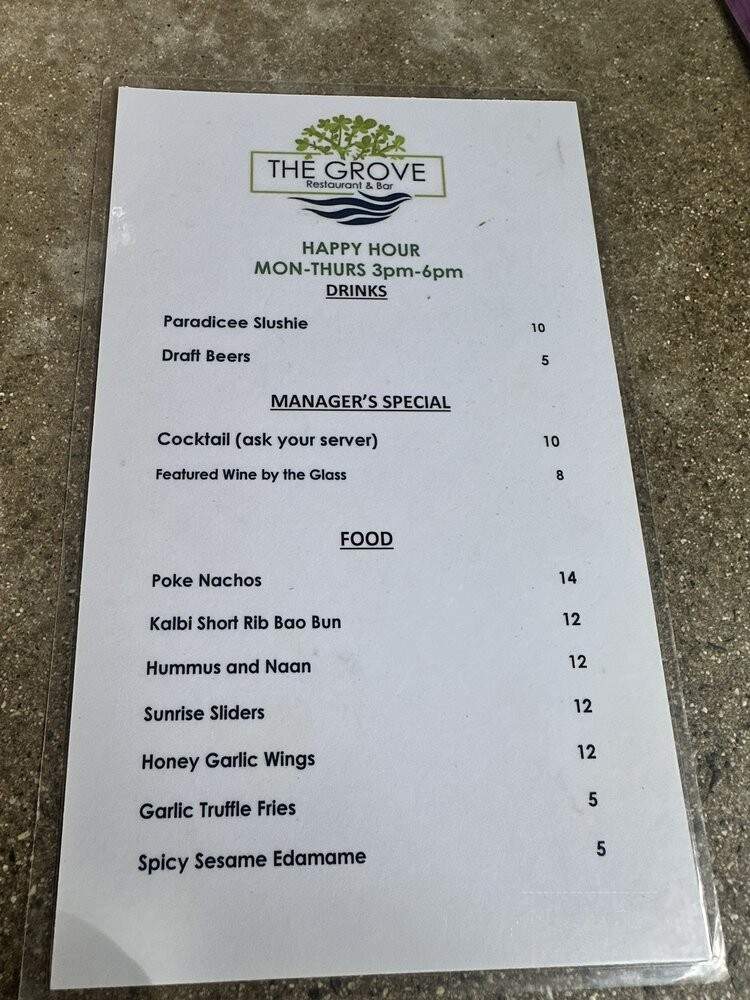 THE GROVE
Restaurant & Bar
HAPPY HOUR
MON-THURS 3pm-6pm
DRINKS
Paradicee Slushie 10
Draft Beers 5
MANAGER'S SPECIAL
Cocktail (ask your server) 10
Featured Wine by the Glass 8
FOOD
Poke Nachos 14
Kalbi Short Rib Bao Bun 12
Hummus and Naan 12
Sunrise Sliders 12
Honey Garlic Wings 12
Garlic Truffle Fries 5
Spicy Sesame Edamame 5